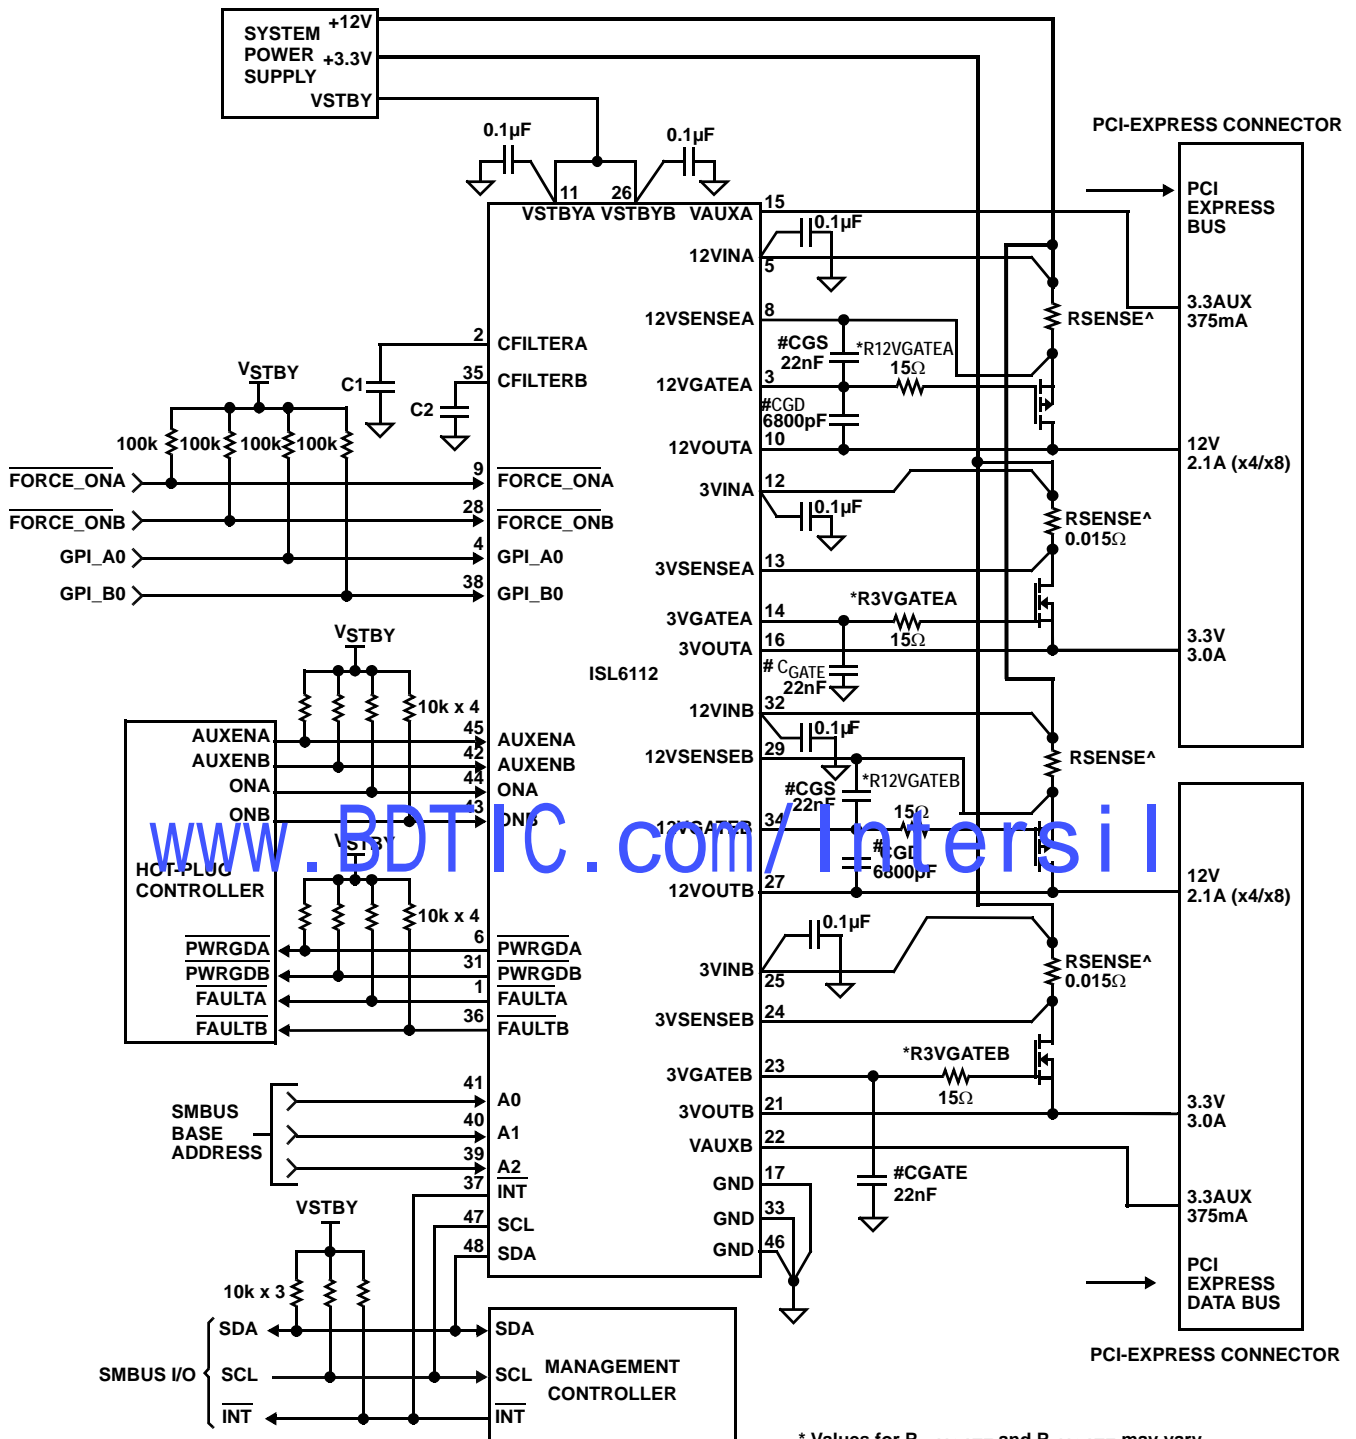 SYSTEM
POWER
SUPPLY
+12V
+3.3V
VSTBY
0.1µF
0.1µF
PCI-EXPRESS CONNECTOR
11
26
VSTBYA
VSTBYB
VAUXA
15
12VINA
5
0.1µF
PCI
EXPRESS
BUS
3.3AUX
375mA
12VSENSEA
8
RSENSE^
#CGS
22nF
*R12VGATEA
15Ω
2
CFILTERA
35
CFILTERB
C1
C2
12VGATEA
3
#CGD
6800pF
12VOUTA
10
12V
2.1A (x4/x8)
VSTBY
100k
100k
100k
100k
FORCE_ONA
9
FORCE_ONA
FORCE_ONB
28
FORCE_ONB
GPI_A0
4
GPI_A0
GPI_B0
38
GPI_B0
3VINA
12
0.1µF
RSENSE^
0.015Ω
3VSENSEA
13
3VGATEA
14
*R3VGATEA
15Ω
3VOUTA
16
3.3V
3.0A
# CGATE
22nF
ISL6112
VSTBY
10k x 4
AUXENA
45
AUXENA
AUXENB
42
AUXENB
ONA
44
ONA
ONB
43
ONB
HOT-PLUG
CONTROLLER
12VINB
32
0.1µF
12VSENSEB
29
RSENSE^
#CGS
22nF
*R12VGATEB
15Ω
12VGATEB
34
#CGD
6800pF
12VOUTB
27
12V
2.1A (x4/x8)
www.BDTIC.com/Intersil
VSTBY
10k x 4
PWRGDA
6
PWRGDA
PWRGDB
31
PWRGDB
FAULTA
1
FAULTA
FAULTB
36
FAULTB
0.1µF
3VINB
25
RSENSE^
0.015Ω
3VSENSEB
24
3VGATEB
23
*R3VGATEB
15Ω
3VOUTB
21
3.3V
3.0A
VAUXB
22
#CGATE
22nF
3.3AUX
375mA
SMBUS
BASE
ADDRESS
41
A0
40
A1
39
A2
37
INT
47
SCL
48
SDA
GND
17
GND
33
GND
46
PCI
EXPRESS
DATA BUS
PCI-EXPRESS CONNECTOR
VSTBY
10k x 3
SMBUS I/O
SDA
SCL
INT
SDA
SCL
INT
MANAGEMENT
CONTROLLER
* Values for R
and R
may vary